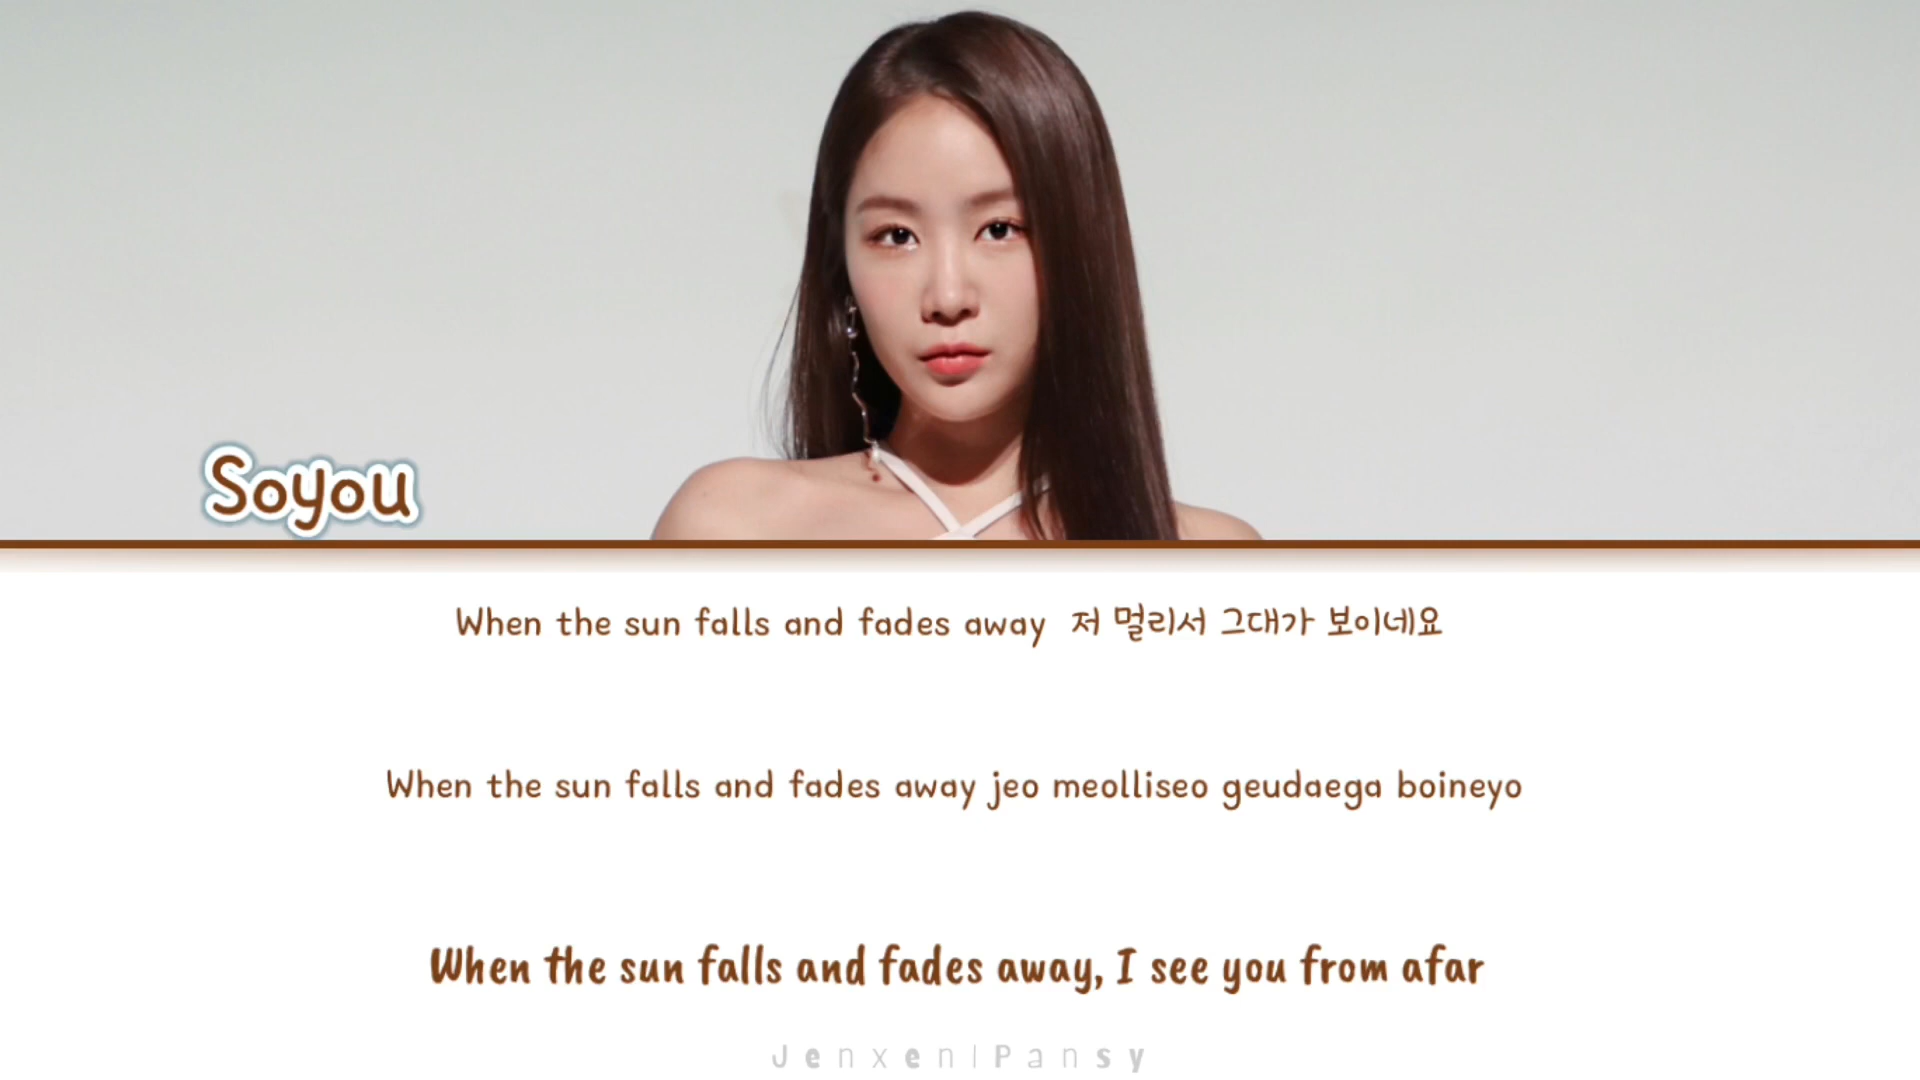 Soyou
When the sun falls and fades away 저 멀리서 그대가 보이네요
When the sun falls and fades away jeo meolliseo geudaega boineyo
When the sun falls and fades away, I see you from afar
Jenxen|Pansy